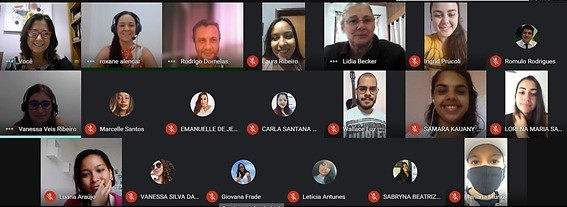 Você
roxane alencar
Rodrigo Dornelas
Laura Ribeiro
Lidia Becker
Ingrid Prúcoli
Romulo Rodrigues
Vanessa Veis Ribeiro
Marcelle Santos
EMANUELLE DE JE...
CARLA SANTANA ...
Wallace Luz
SAMARA KAUANY
LORENA MARIA SA...
Luana Araújo
VANESSA SILVA DA...
Giovana Frade
Letícia Antunes
SABRYNA BEATRIZ...